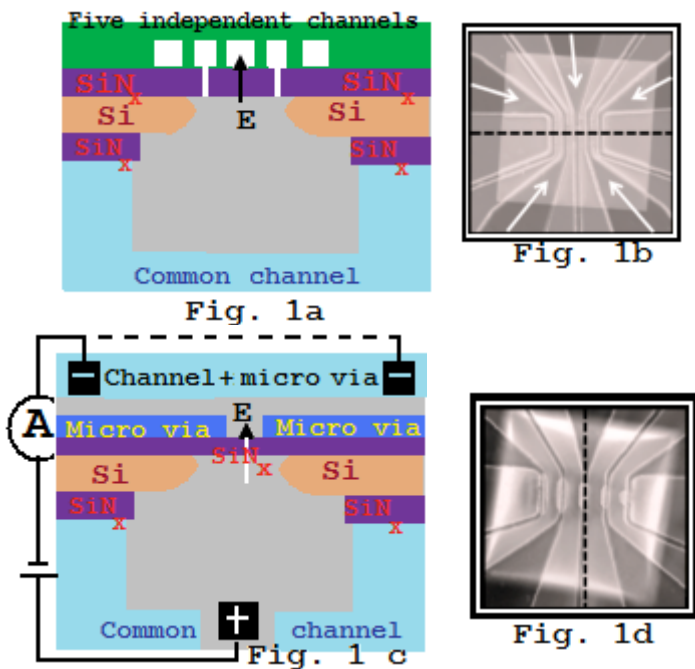 Five independent channels
SiNx SiNx
Si Si
E
SiNx SiNx
Common channel
Fig. 1a
Fig. 1b
− Channel + micro via −
A
E
Micro via Micro via
SiNx
Si Si
SiNx SiNx
+
Common channel
Fig. 1 c
Fig. 1d